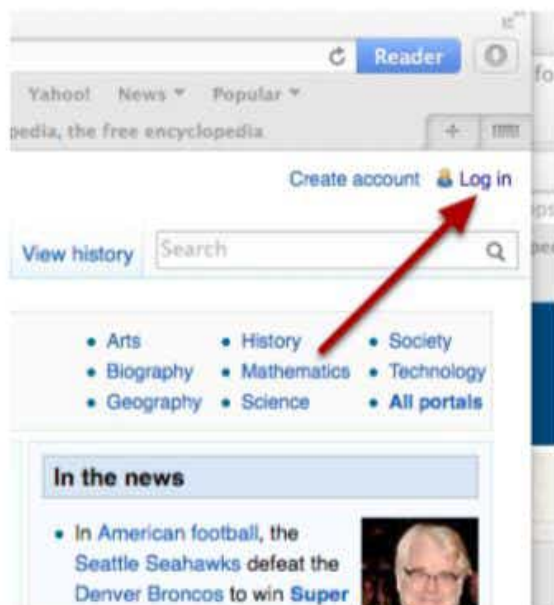 Reader
Yahoo! News Popular
pedia, the free encyclopedia
Create account Log in
View history Search
• Arts • History • Society
• Biography • Mathematics • Technology
• Geography • Science • All portals
In the news
• In American football, the
Seattle Seahawks defeat the
Denver Broncos to win Super
fo